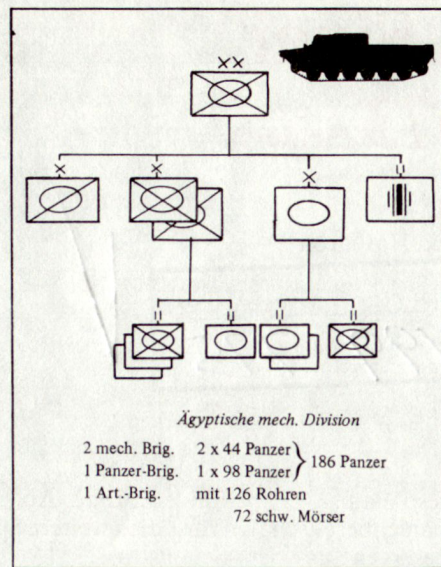 Ägyptische mech. Division
2 mech. Brig. 2 x 44 Panzer
1 Panzer-Brig. 1 x 98 Panzer } 186 Panzer
1 Art.-Brig. mit 126 Rohren
72 schw. Mörser